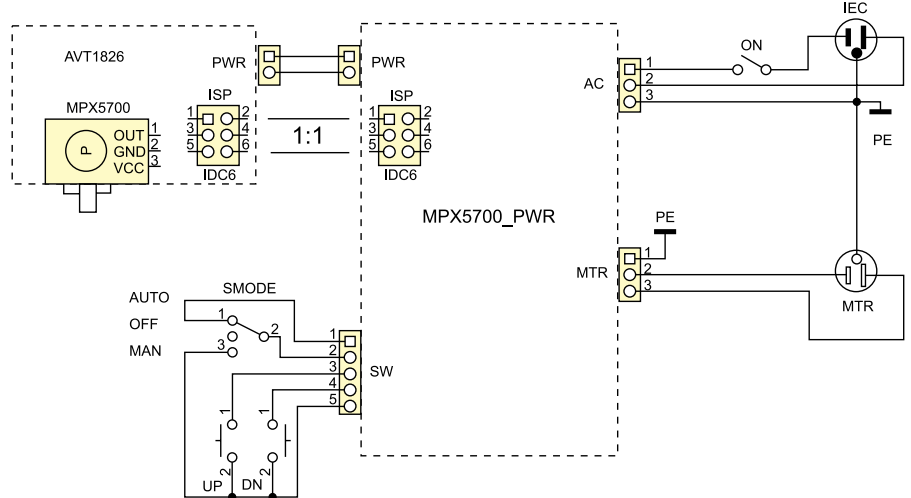 IEC
AVT1826
PWR
PWR
ON
AC
1
2
3
PE
MPX5700
OUT 1
GND 2
VCC 3
P
ISP
1 2
3 4
5 6
IDC6
1:1
ISP
1 2
3 4
5 6
IDC6
MPX5700_PWR
PE
MTR
1
2
3
MTR
SMODE
AUTO
OFF
MAN
1
2
3
1
2
3
4
5
SW
1
1
2
2
UP
DN